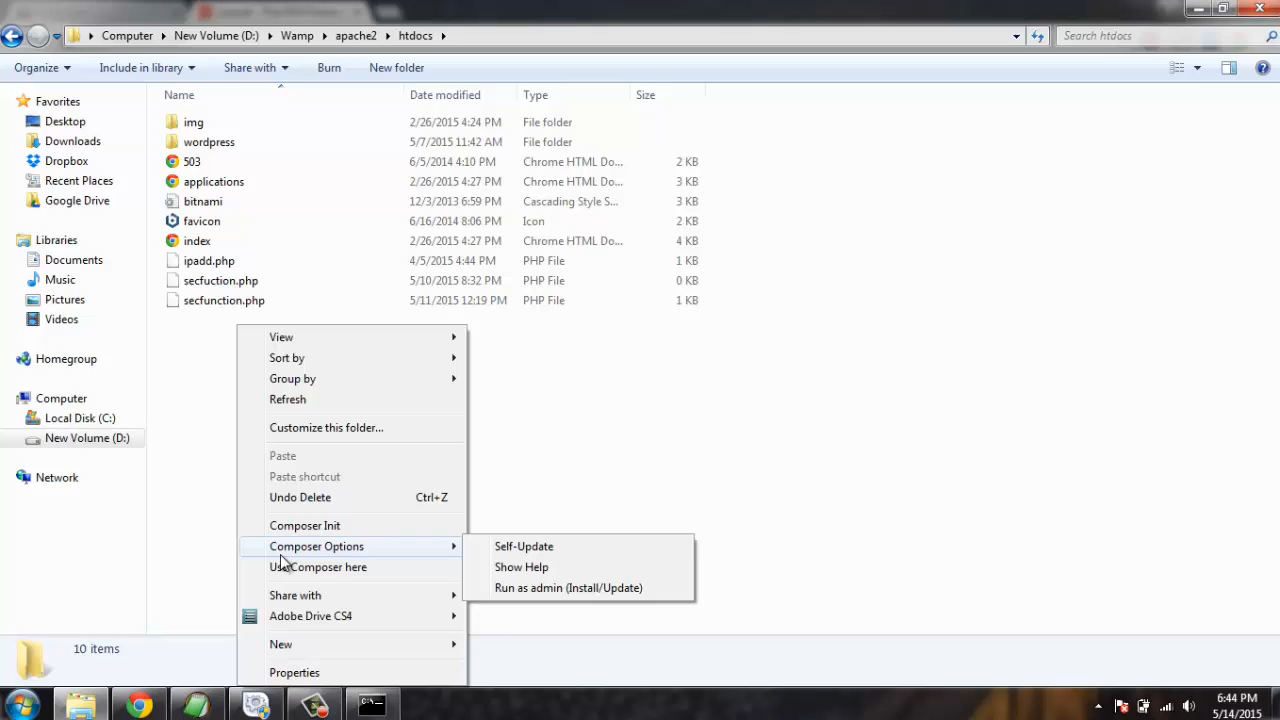 Computer New Volume (D:) Wamp apache2 htdocs
Search htdocs
Organize Include in library Share with Burn New folder
Name Date modified Type Size
Favorites
Desktop
Downloads
Dropbox
Recent Places
Google Drive
Libraries
Documents
Music
Pictures
Videos
Homegroup
Computer
Local Disk (C:)
New Volume (D:)
Network
img 2/26/2015 4:24 PM File folder
wordpress 5/7/2015 11:42 AM File folder
503 6/5/2014 4:10 PM Chrome HTML Do... 2 KB
applications 2/26/2015 4:27 PM Chrome HTML Do... 3 KB
bitnami 12/3/2013 6:59 PM Cascading Style S... 3 KB
favicon 6/16/2014 8:06 PM Icon 2 KB
index 2/26/2015 4:27 PM Chrome HTML Do... 4 KB
ipadd.php 4/5/2015 4:44 PM PHP File 1 KB
secfuction.php 5/10/2015 8:32 PM PHP File 0 KB
secfunction.php 5/11/2015 12:19 PM PHP File 1 KB
View
Sort by
Group by
Refresh
Customize this folder...
Paste
Paste shortcut
Undo Delete Ctrl+Z
Composer Init
Composer Options
Use Composer here
Share with
Adobe Drive CS4
New
Properties
Self-Update
Show Help
Run as admin (Install/Update)
10 items
6:44 PM
5/14/2015